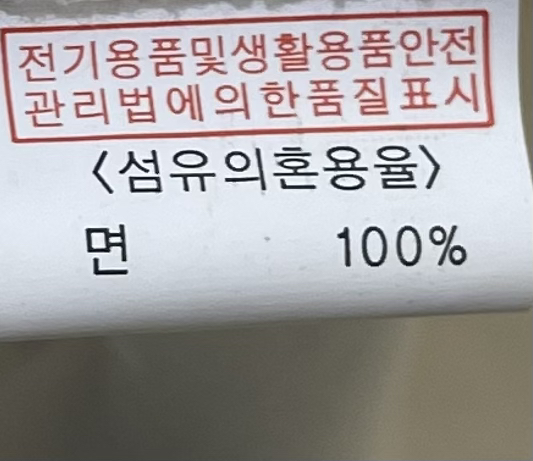 전기용품및생활용품안전
관리법에의한품질표시
〈섬유의혼용율〉
면 100%